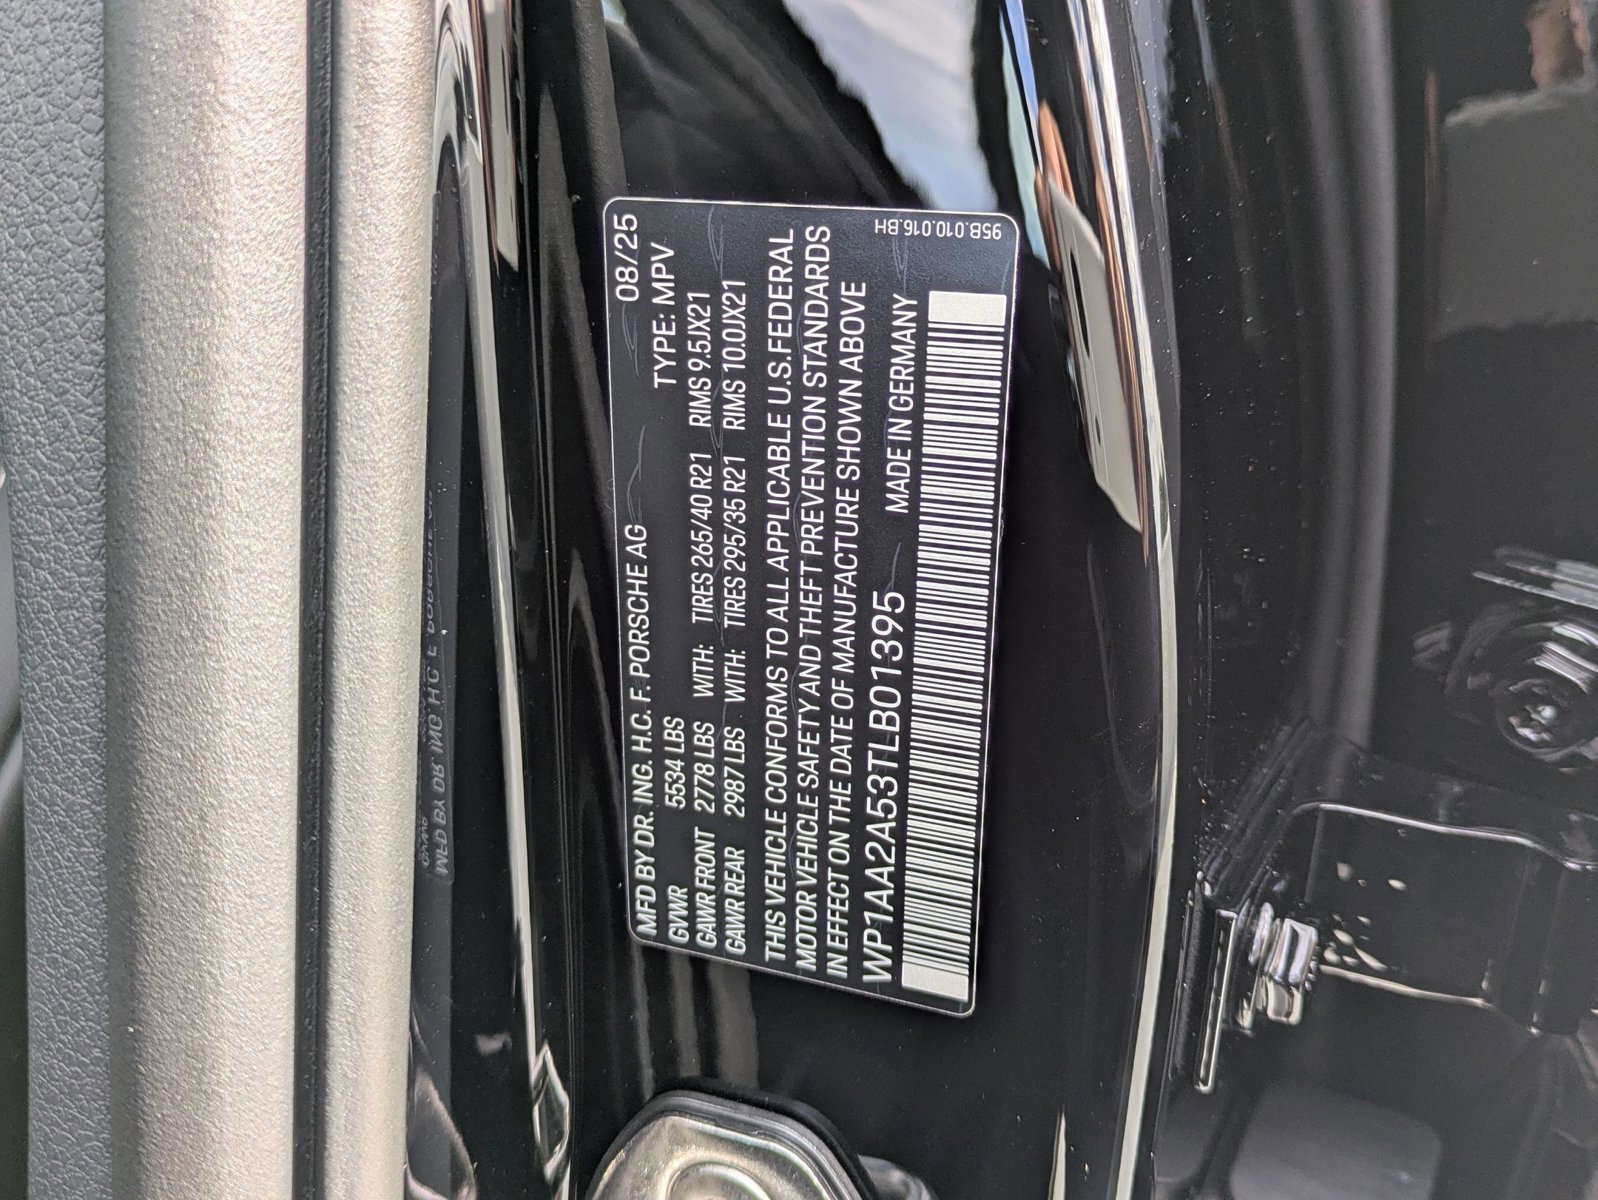 MFD BY DR. ING. H.C. F. PORSCHE AG 08/25
GVWR 5534 LBS TYPE: MPV
GAWR FRONT 2778 LBS WITH: TIRES 265/40 R21 RIMS 9.5JX21
GAWR REAR 2987 LBS WITH: TIRES 295/35 R21 RIMS 10.0JX21
THIS VEHICLE CONFORMS TO ALL APPLICABLE U.S. FEDERAL
MOTOR VEHICLE SAFETY AND THEFT PREVENTION STANDARDS
IN EFFECT ON THE DATE OF MANUFACTURE SHOWN ABOVE
WP1AA2A53TLB01395 MADE IN GERMANY
95B.010.016.BH